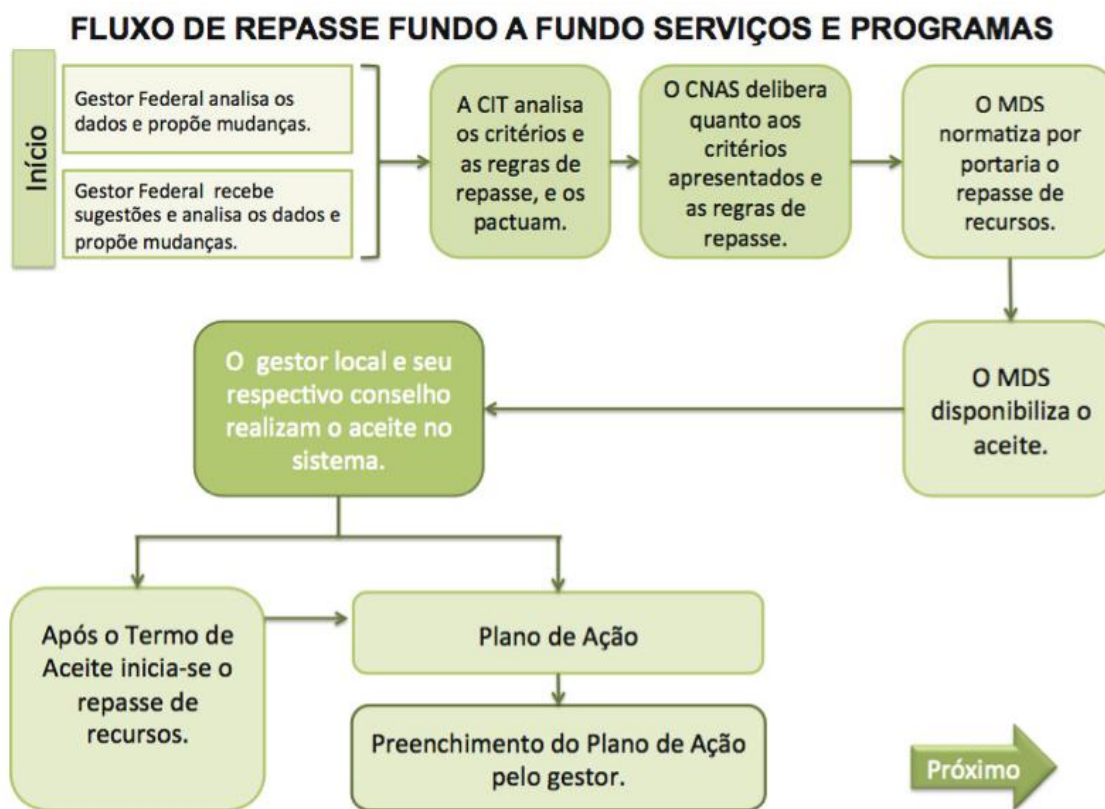 FLUXO DE REPASSE FUNDO A FUNDO SERVIÇOS E PROGRAMAS
Início
Gestor Federal analisa os
dados e propõe mudanças.
Gestor Federal recebe
sugestões e analisa os dados e
propõe mudanças.
A CIT analisa
os critérios e
as regras de
repasse, e os
pactuam.
O CNAS delibera
quanto aos
critérios
apresentados e
as regras de
repasse.
O MDS
normatiza por
portaria o
repasse de
recursos.
O MDS
disponibiliza o
aceite.
O gestor local e seu
respectivo conselho
realizam o aceite no
sistema.
Após o Termo de
Aceite inicia-se o
repasse de
recursos.
Plano de Ação
Preenchimento do Plano de Ação
pelo gestor.
Próximo